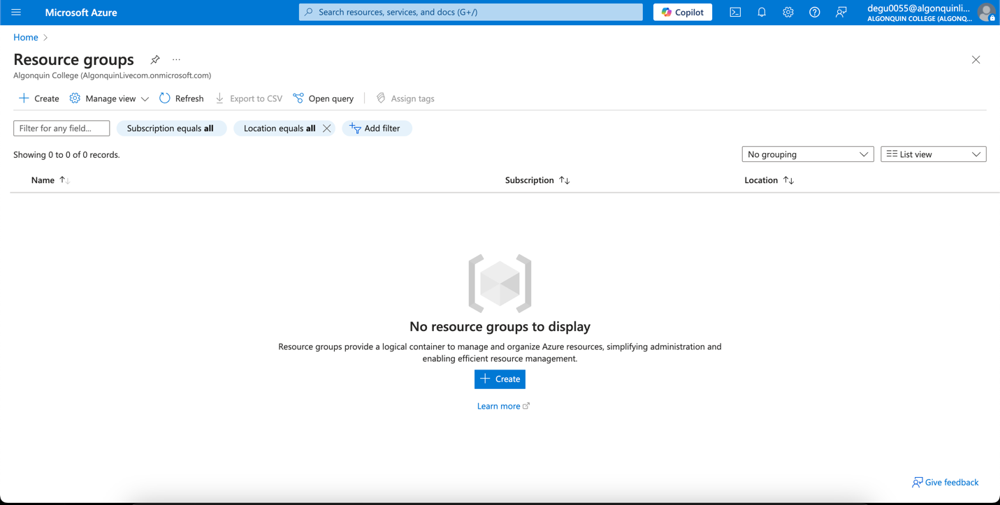 Microsoft Azure
Search resources, services, and docs (G+/)
Copilot
degu0055@algonquinli...
ALGONQUIN COLLEGE (ALGONQ...
Home
Resource groups
...
Algonquin College (AlgonquinLivecom.onmicrosoft.com)
Create
Manage view
Refresh
Export to CSV
Open query
Assign tags
Filter for any field...
Subscription equals all
Location equals all
Add filter
Showing 0 to 0 of 0 records.
No grouping
List view
Name
Subscription
Location
No resource groups to display
Resource groups provide a logical container to manage and organize Azure resources, simplifying administration and
enabling efficient resource management.
Create
Learn more
Give feedback